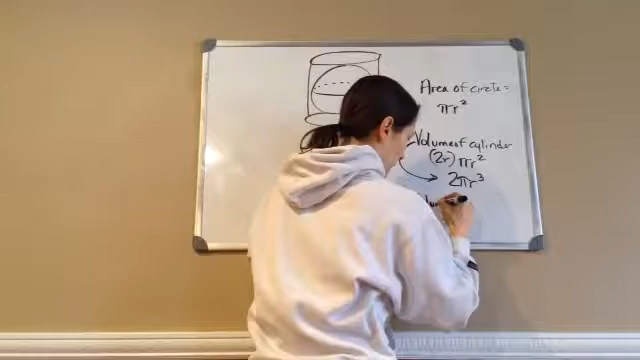 Area of circle =
πr²
Volume of cylinder
(2r) πr²
2πr³